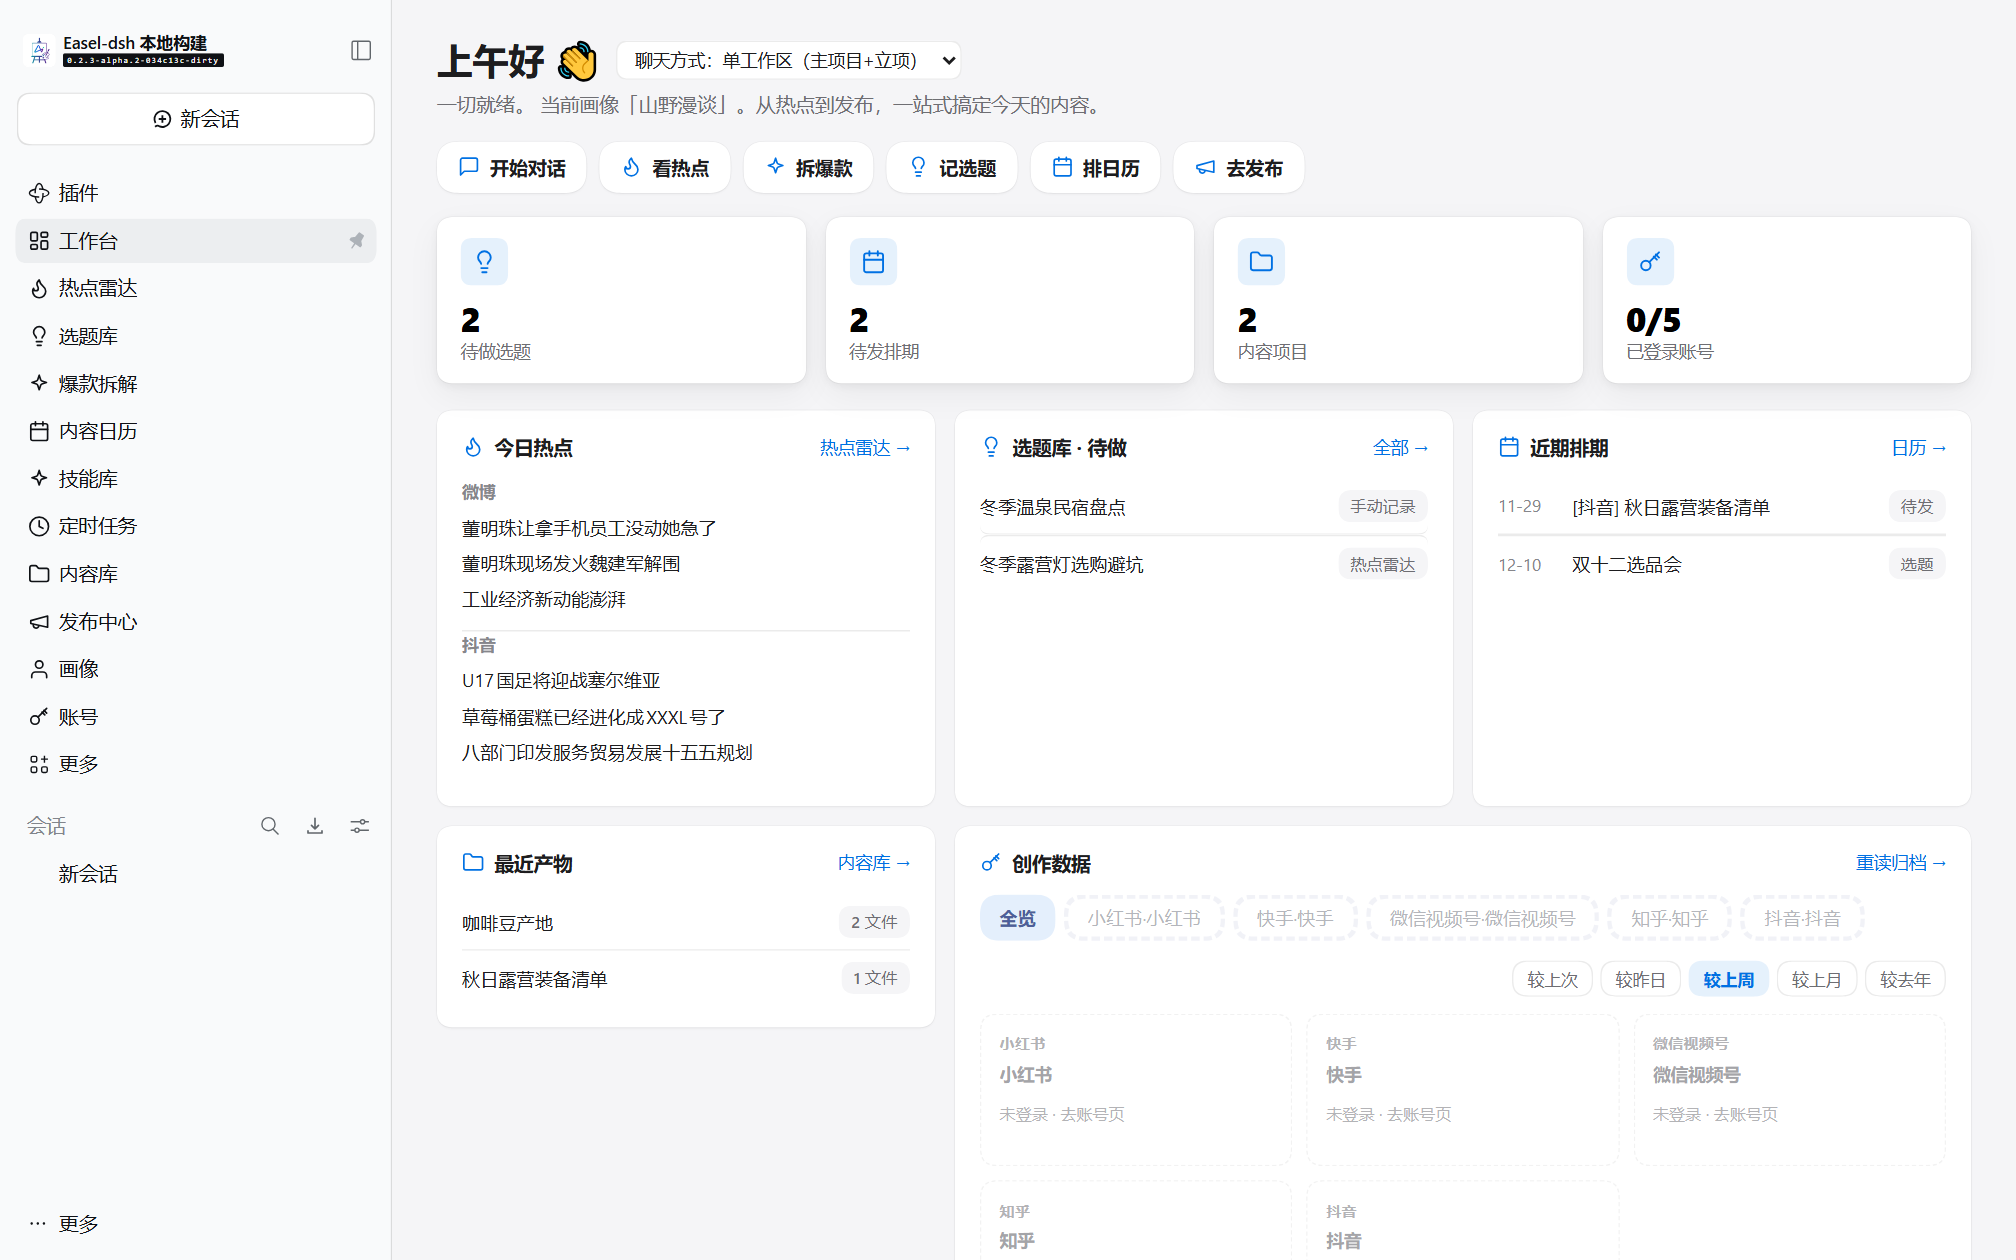 Easel-dsh 本地构建
0.2.3-alpha.2-034c13c-dirty
新会话
插件
工作台
热点雷达
选题库
爆款拆解
内容日历
技能库
定时任务
内容库
发布中心
画像
账号
更多
会话
新会话
更多
上午好 👋
聊天方式：单工作区（主项目+立项）
一切就绪。 当前画像「山野漫谈」。从热点到发布，一站式搞定今天的内容。
开始对话
看热点
拆爆款
记选题
排日历
去发布
2
待做选题
2
待发排期
2
内容项目
0/5
已登录账号
今日热点
热点雷达 →
微博
董明珠让拿手机员工没动她急了
董明珠现场发火魏建军解围
工业经济新动能澎湃
抖音
U17国足将迎战塞尔维亚
草莓桶蛋糕已经进化成XXXL号了
八部门印发服务贸易发展十五五规划
选题库 · 待做
全部 →
冬季温泉民宿盘点
手动记录
冬季露营灯选购避坑
热点雷达
近期排期
日历 →
11-29 [抖音] 秋日露营装备清单 待发
12-10 双十二选品会 选题
最近产物
内容库 →
咖啡豆产地
2 文件
秋日露营装备清单
1 文件
创作数据
重读归档 →
全览
小红书·小红书
快手·快手
微信视频号·微信视频号
知乎·知乎
抖音·抖音
较上次
较昨日
较上周
较上月
较去年
小红书
小红书
未登录 · 去账号页
快手
快手
未登录 · 去账号页
微信视频号
微信视频号
未登录 · 去账号页
知乎
知乎
抖音
抖音